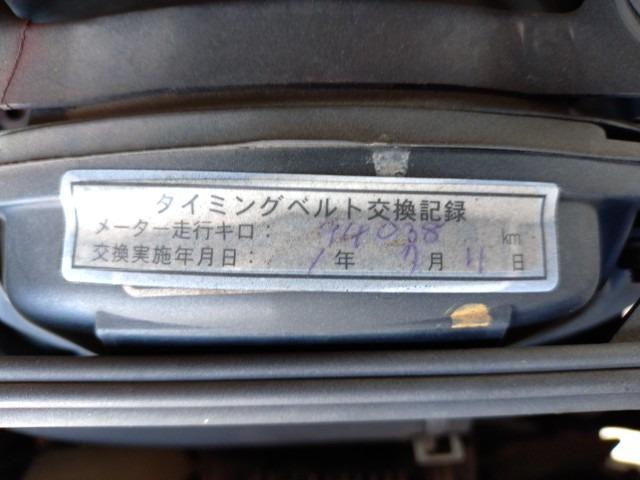 タイミングベルト交換記録
メーター走行キロ： 94038 km
交換実施年月日： 1年 7月 11日